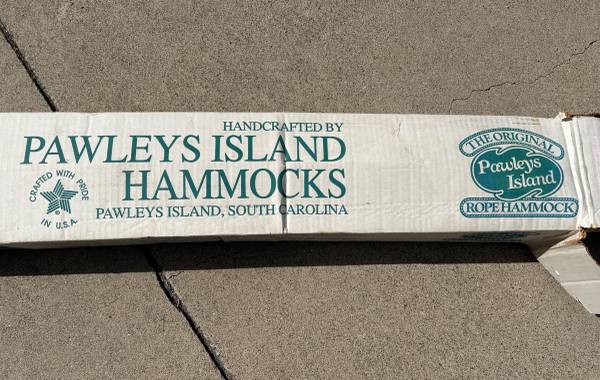 HANDCRAFTED BY
PAWLEYS ISLAND
HAMMOCKS
PAWLEYS ISLAND, SOUTH CAROLINA
CRAFTED WITH PRIDE
IN U.S.A.
THE ORIGINAL
Pawleys
Island
ROPE HAMMOCK